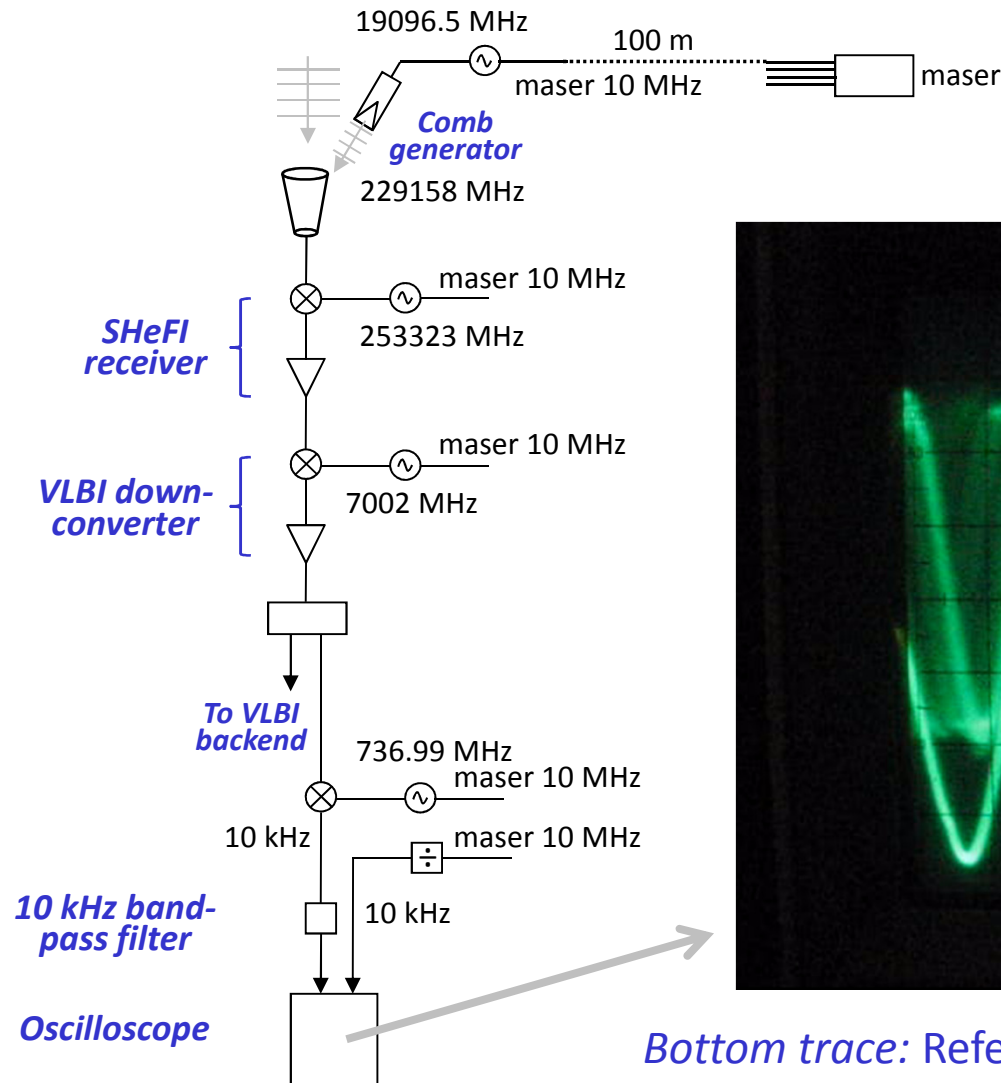 19096.5 MHz
100 m
maser 10 MHz
maser
Comb
generator
229158 MHz
maser 10 MHz
SHeFI
receiver
253323 MHz
maser 10 MHz
VLBI down-
converter
7002 MHz
To VLBI
backend
736.99 MHz
maser 10 MHz
10 kHz
maser 10 MHz
÷
10 kHz band-
pass filter
10 kHz
Oscilloscope
Bottom trace: Refe